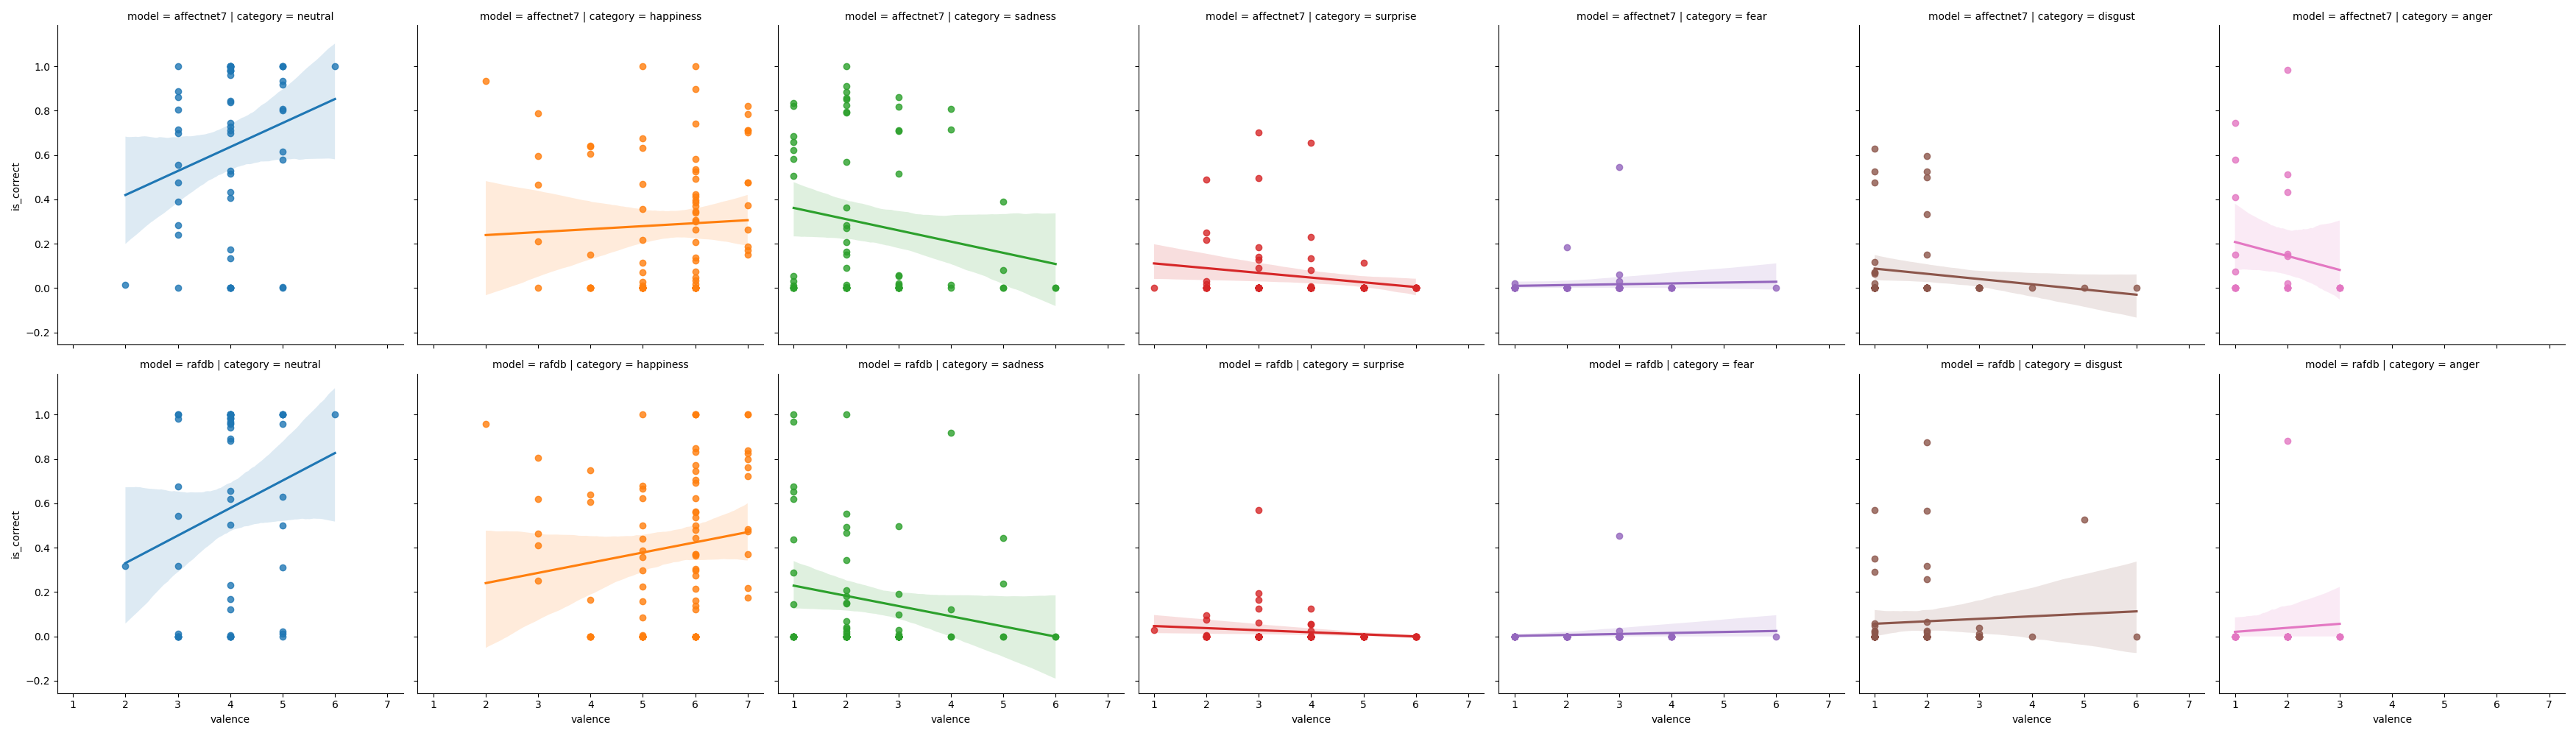 model = affectnet7 | category = neutral
model = affectnet7 | category = happiness
model = affectnet7 | category = sadness
model = affectnet7 | category = surprise
model = affectnet7 | category = fear
model = affectnet7 | category = disgust
model = affectnet7 | category = anger
1.0
0.8
0.6
0.4
0.2
0.0
−0.2
is_correct
model = rafdb | category = neutral
model = rafdb | category = happiness
model = rafdb | category = sadness
model = rafdb | category = surprise
model = rafdb | category = fear
model = rafdb | category = disgust
model = rafdb | category = anger
1.0
0.8
0.6
0.4
0.2
0.0
−0.2
is_correct
1 2 3 4 5 6 7
1 2 3 4 5 6 7
1 2 3 4 5 6 7
1 2 3 4 5 6 7
1 2 3 4 5 6 7
1 2 3 4 5 6 7
1 2 3 4 5 6 7
valence
valence
valence
valence
valence
valence
valence